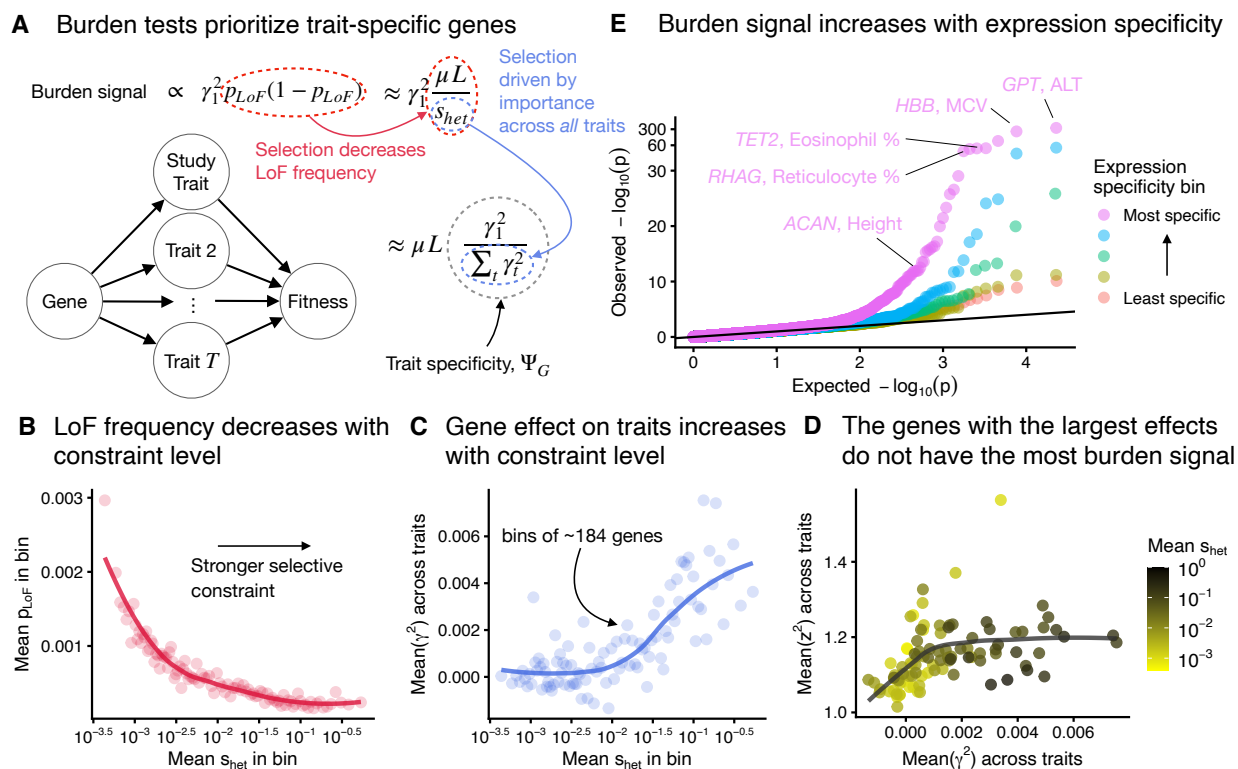 A Burden tests prioritize trait-specific genes
Burden signal ∝ γ₁² p_LoF(1 − p_LoF) ≈ γ₁² μL / s_het
Selection
driven by
importance
across all traits
Selection decreases
LoF frequency
Study
Trait
Trait 2
⋮
Trait T
Gene
Fitness
≈ μL γ₁² / ∑_t γ_t²
Trait specificity, Ψ_G
E Burden signal increases with expression specificity
Observed −log₁₀(p)
300
60
30
20
10
0
GPT, ALT
HBB, MCV
TET2, Eosinophil %
RHAG, Reticulocyte %
ACAN, Height
0 1 2 3 4
Expected −log₁₀(p)
Expression
specificity bin
Most specific
Least specific
B LoF frequency decreases with
constraint level
Mean p_LoF in bin
0.003
0.002
0.001
Stronger selective
constraint
10^−3.5 10^−3 10^−2.5 10^−2 10^−1.5 10^−1 10^−0.5
Mean s_het in bin
C Gene effect on traits increases
with constraint level
Mean(γ²) across traits
0.006
0.004
0.002
0.000
bins of ~184 genes
10^−3.5 10^−3 10^−2.5 10^−2 10^−1.5 10^−1 10^−0.5
Mean s_het in bin
D The genes with the largest effects
do not have the most burden signal
Mean(z²) across traits
1.4
1.2
1.0
0.000 0.002 0.004 0.006
Mean(γ²) across traits
Mean s_het
10⁰
10^−1
10^−2
10^−3